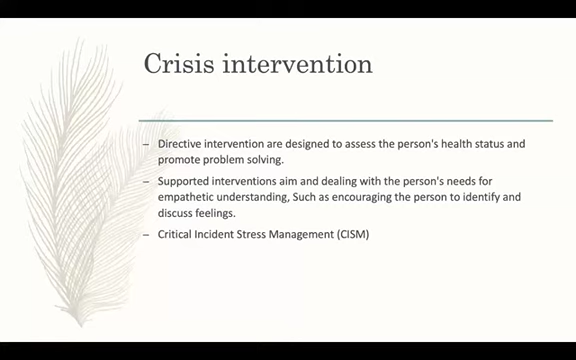 Crisis intervention
– Directive intervention are designed to assess the person's health status and
promote problem solving.
– Supported interventions aim and dealing with the person's needs for
empathetic understanding, Such as encouraging the person to identify and
discuss feelings.
– Critical Incident Stress Management (CISM)